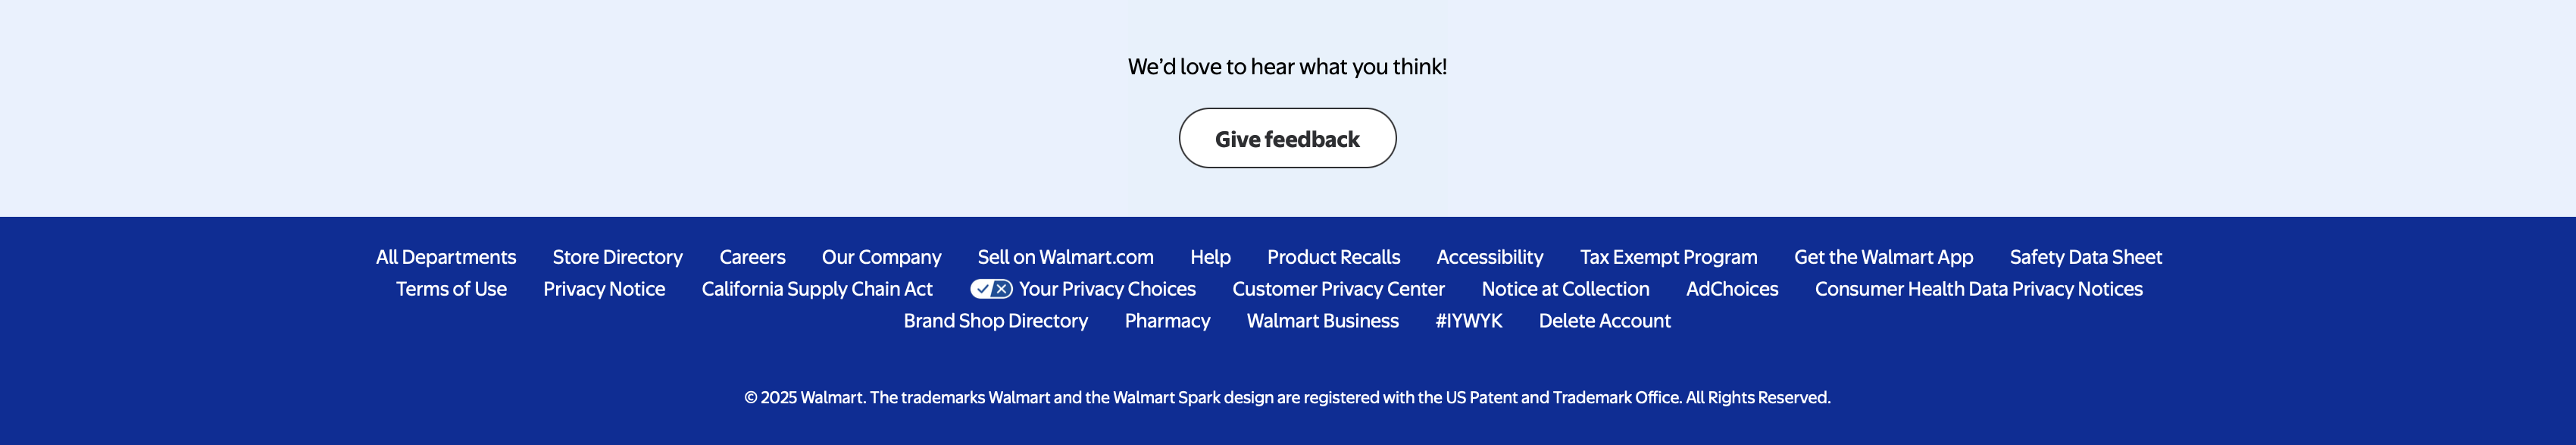 We’d love to hear what you think!
Give feedback
All Departments Store Directory Careers Our Company Sell on Walmart.com Help Product Recalls Accessibility Tax Exempt Program Get the Walmart App Safety Data Sheet
Terms of Use Privacy Notice California Supply Chain Act Your Privacy Choices Customer Privacy Center Notice at Collection AdChoices Consumer Health Data Privacy Notices
Brand Shop Directory Pharmacy Walmart Business #IYWYK Delete Account
© 2025 Walmart. The trademarks Walmart and the Walmart Spark design are registered with the US Patent and Trademark Office. All Rights Reserved.